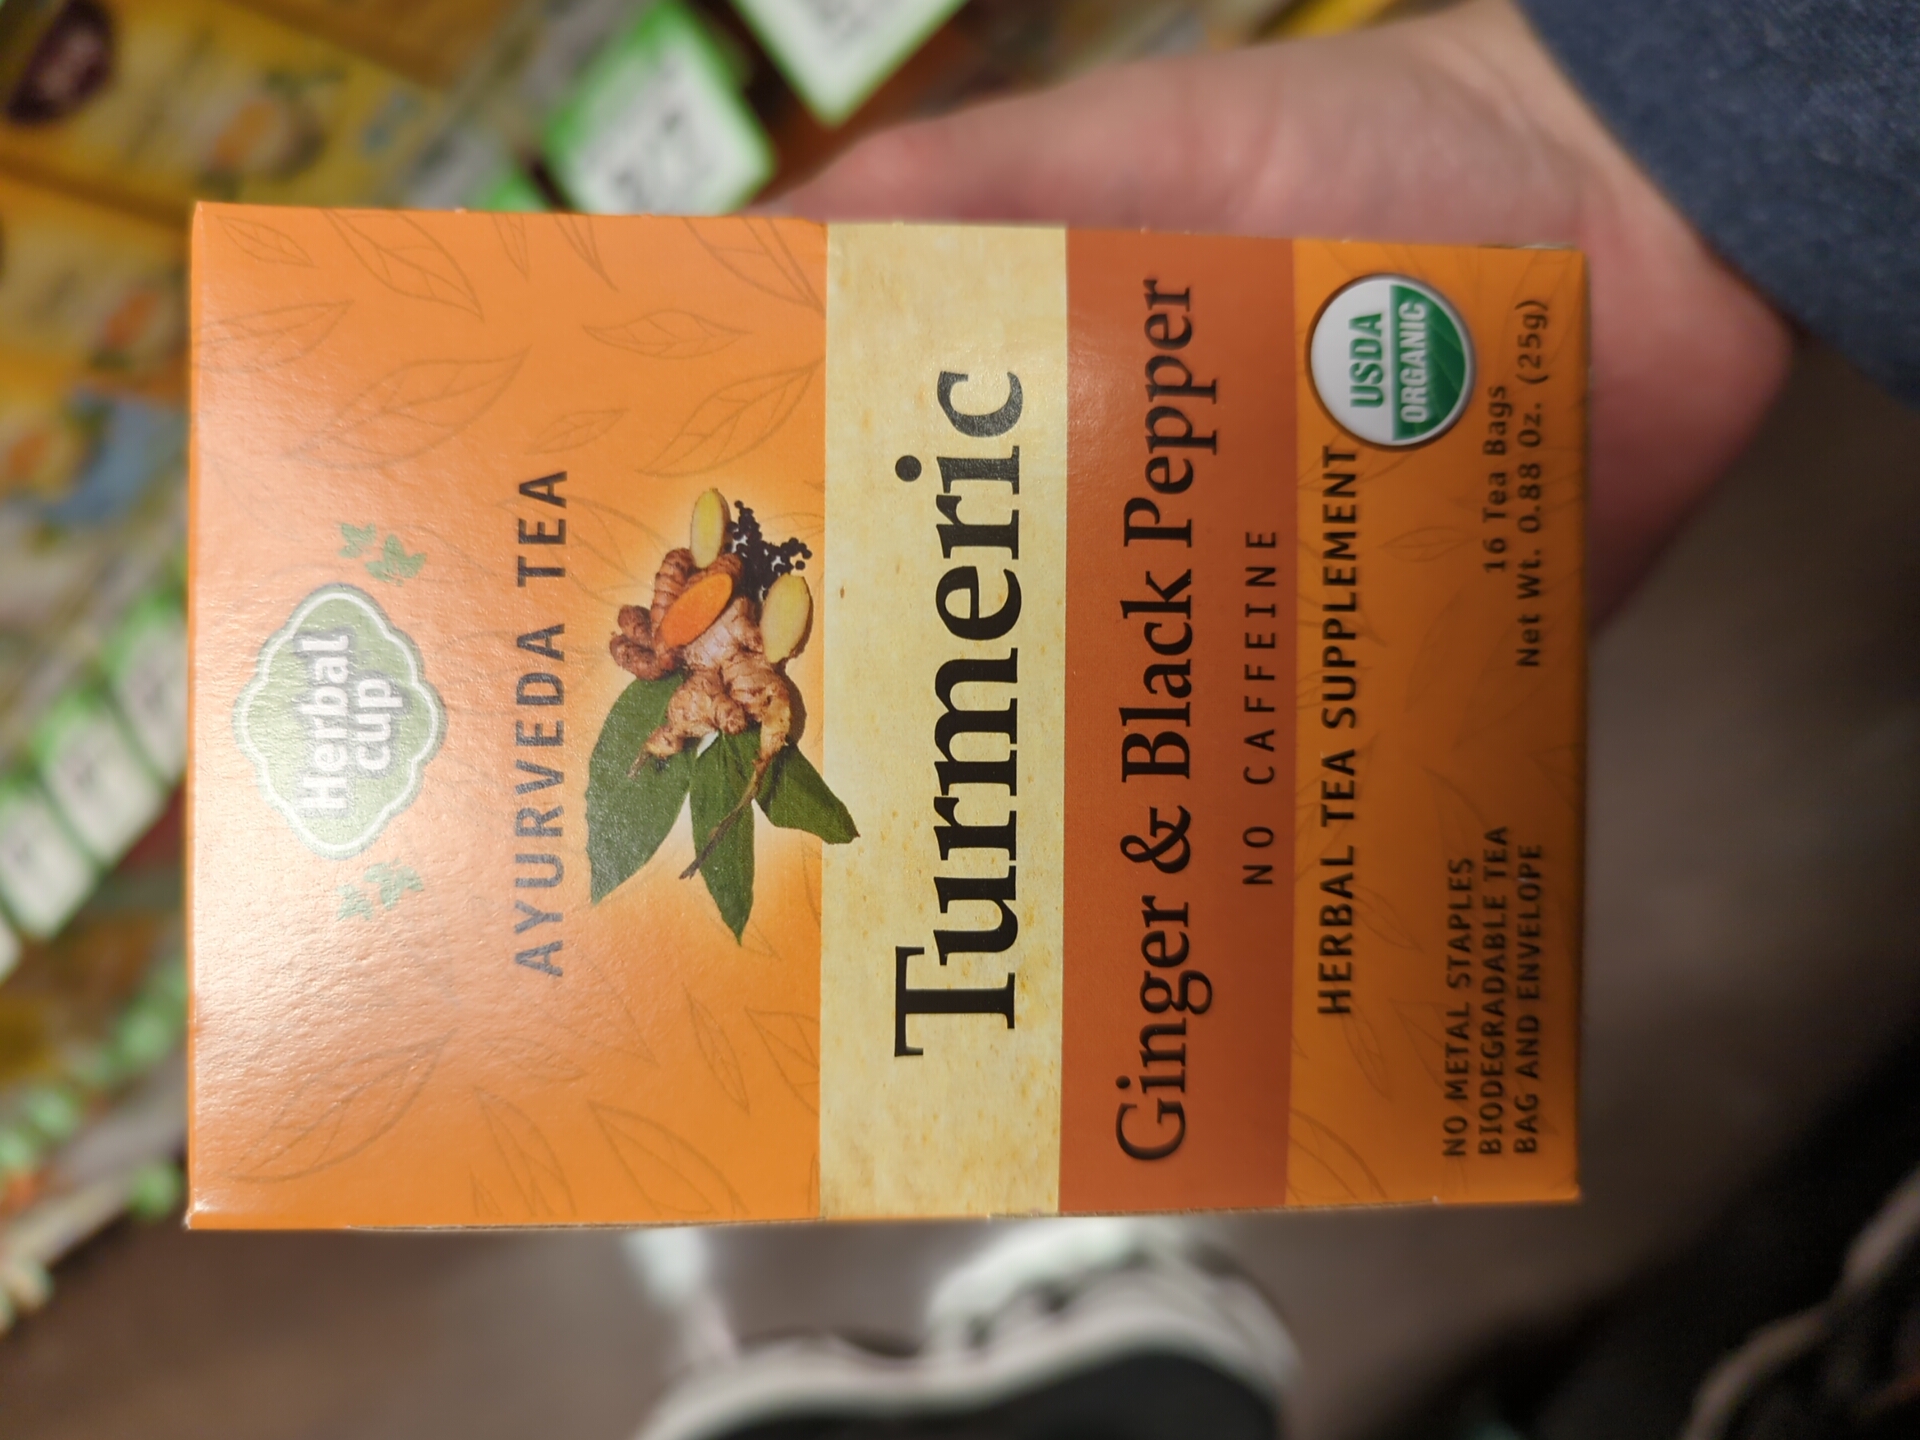 Herbal
cup
AYURVEDA TEA
Turmeric
Ginger & Black Pepper
NO CAFFEINE
HERBAL TEA SUPPLEMENT
USDA
ORGANIC
NO METAL STAPLES
BIODEGRADABLE TEA
BAG AND ENVELOPE
16 Tea Bags
Net Wt. 0.88 Oz. (25g)